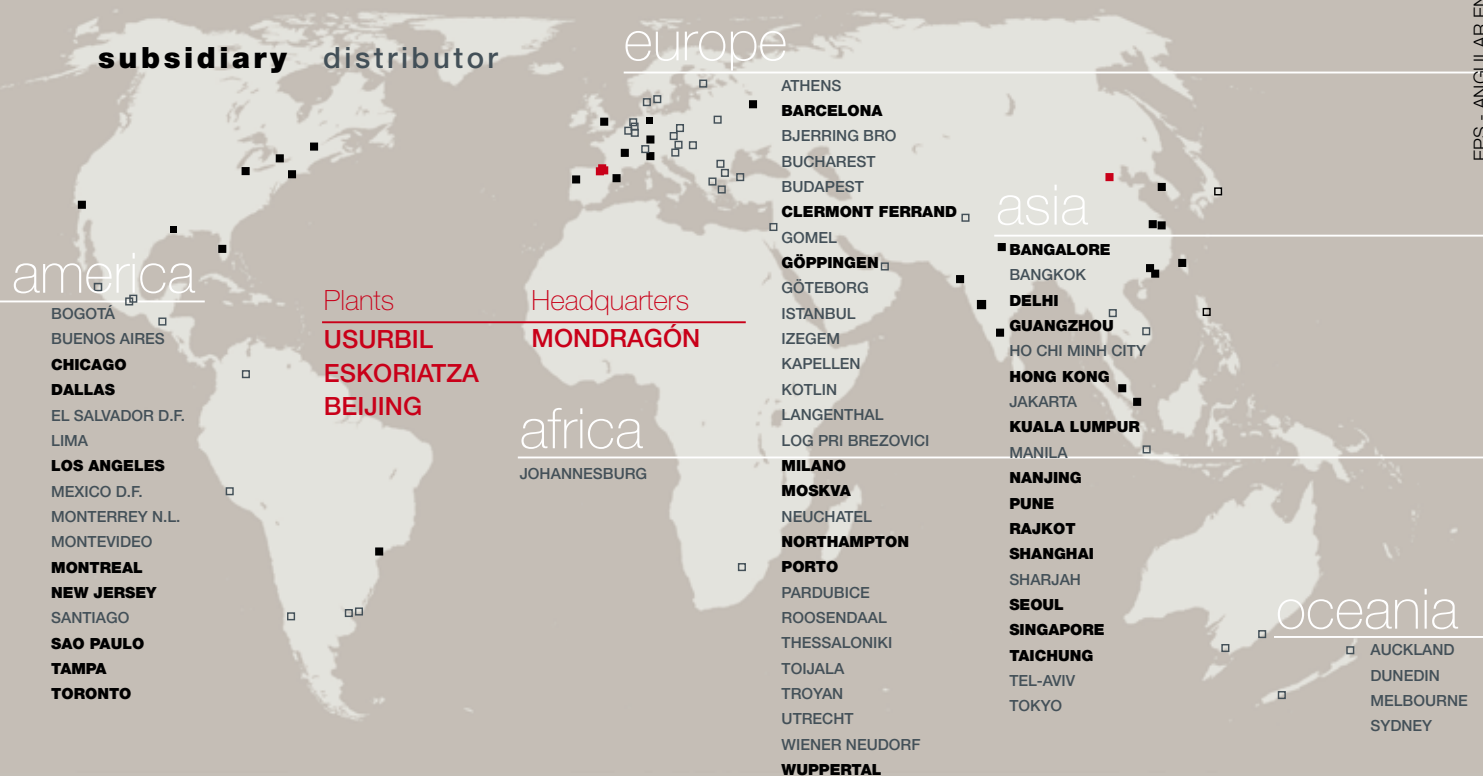 subsidiary distributor
europe
ATHENS
BARCELONA
BJERRING BRO
BUCHAREST
BUDAPEST
CLERMONT FERRAND
GOMEL
GÖPPINGEN
GÖTEBORG
ISTANBUL
IZEGEM
KAPELLEN
KOTLIN
LANGENTHAL
LOG PRI BREZOVICI
MILANO
MOSKVA
NEUCHATEL
NORTHAMPTON
PORTO
PARDUBICE
ROOSENDAAL
THESSALONIKI
TOIJALA
TROYAN
UTRECHT
WIENER NEUDORF
WUPPERTAL
america
BOGOTÁ
BUENOS AIRES
CHICAGO
DALLAS
EL SALVADOR D.F.
LIMA
LOS ANGELES
MEXICO D.F.
MONTERREY N.L.
MONTEVIDEO
MONTREAL
NEW JERSEY
SANTIAGO
SAO PAULO
TAMPA
TORONTO
Plants
USURBIL
ESKORIATZA
BEIJING
Headquarters
MONDRAGÓN
africa
JOHANNESBURG
asia
BANGALORE
BANGKOK
DELHI
GUANGZHOU
HO CHI MINH CITY
HONG KONG
JAKARTA
KUALA LUMPUR
MANILA
NANJING
PUNE
RAJKOT
SHANGHAI
SHARJAH
SEOUL
SINGAPORE
TAICHUNG
TEL-AVIV
TOKYO
oceania
AUCKLAND
DUNEDIN
MELBOURNE
SYDNEY
EPS - ANGULAR EN